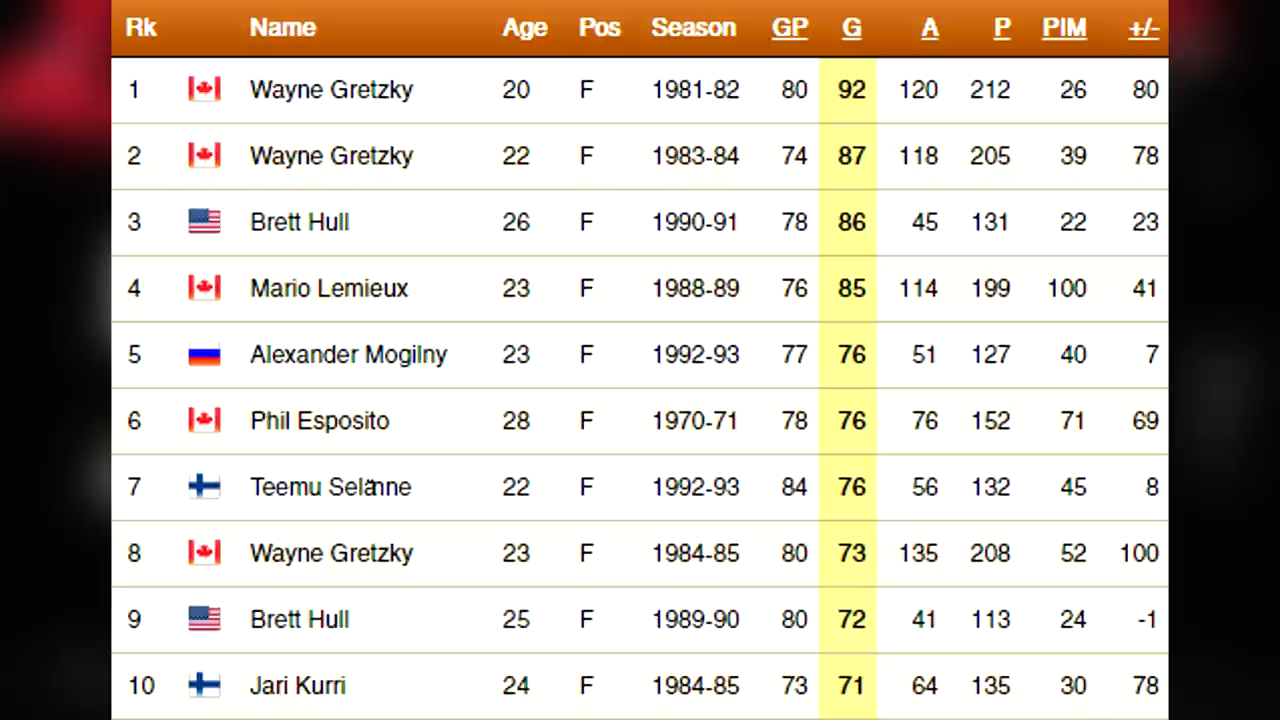 Rk Name Age Pos Season GP G A P PIM +/-
1 Wayne Gretzky 20 F 1981-82 80 92 120 212 26 80
2 Wayne Gretzky 22 F 1983-84 74 87 118 205 39 78
3 Brett Hull 26 F 1990-91 78 86 45 131 22 23
4 Mario Lemieux 23 F 1988-89 76 85 114 199 100 41
5 Alexander Mogilny 23 F 1992-93 77 76 51 127 40 7
6 Phil Esposito 28 F 1970-71 78 76 76 152 71 69
7 Teemu Selänne 22 F 1992-93 84 76 56 132 45 8
8 Wayne Gretzky 23 F 1984-85 80 73 135 208 52 100
9 Brett Hull 25 F 1989-90 80 72 41 113 24 -1
10 Jari Kurri 24 F 1984-85 73 71 64 135 30 78